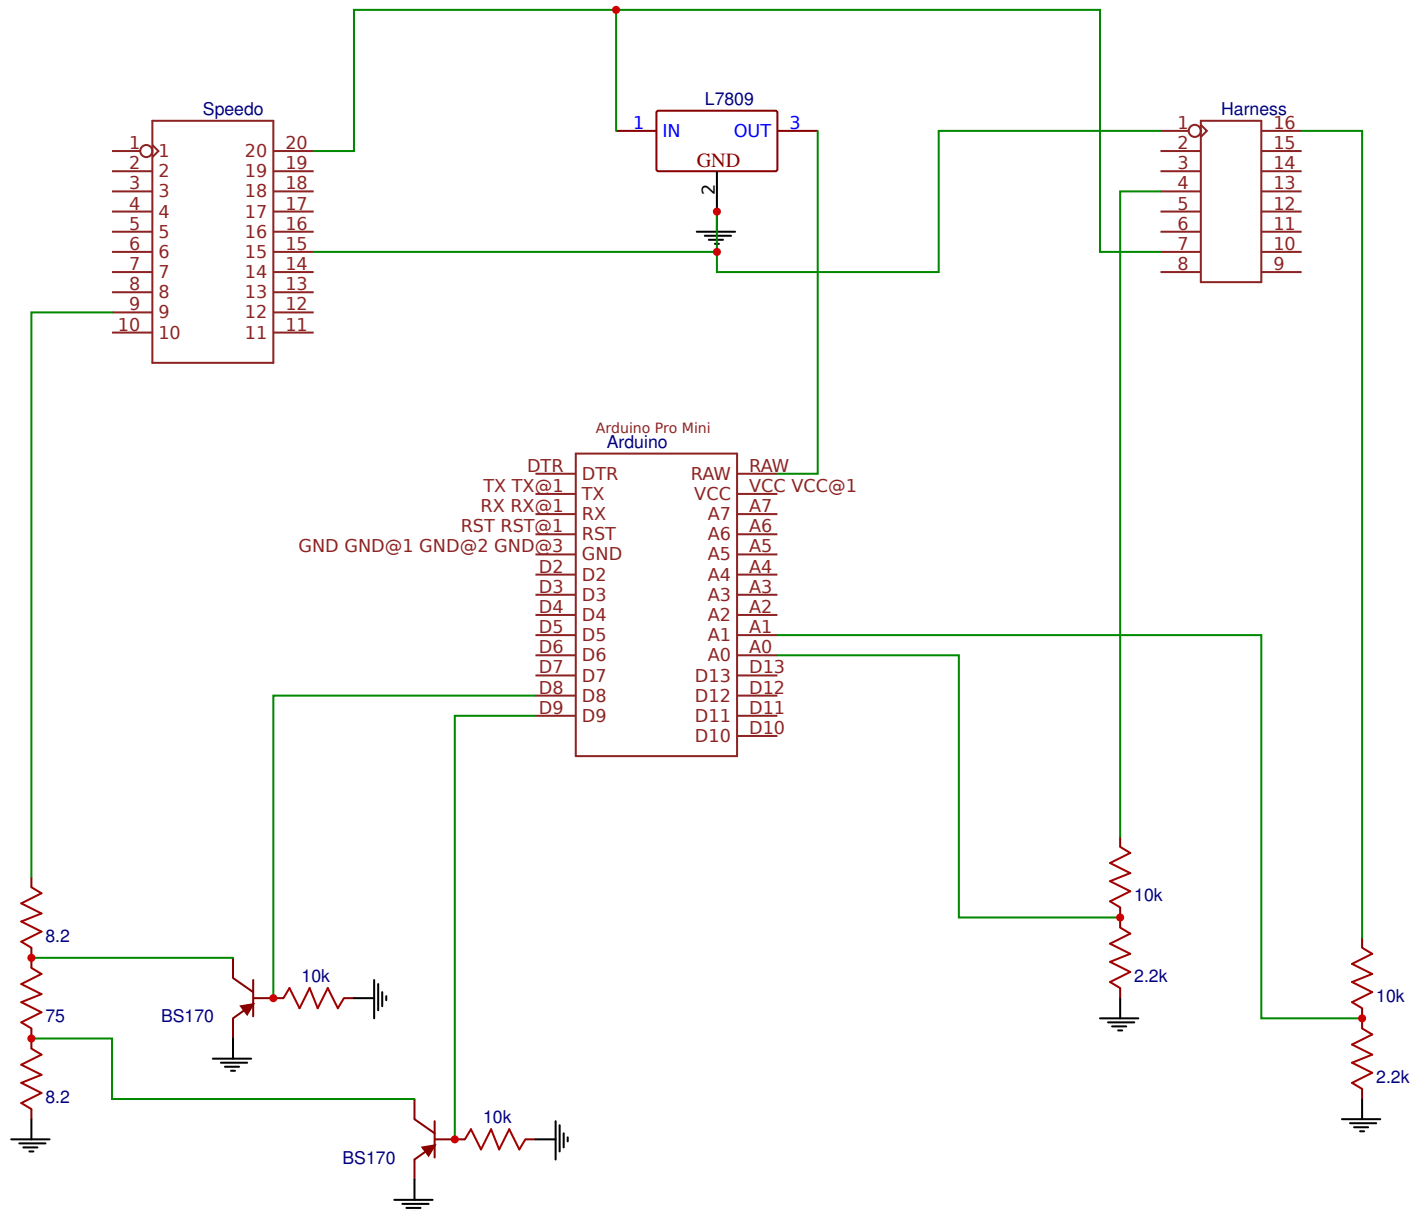 L7809
1 IN OUT 3
GND
2
Speedo
1 1 20 20
2 2 19 19
3 3 18 18
4 4 17 17
5 5 16 16
6 6 15 15
7 7 14 14
8 8 13 13
9 9 12 12
10 10 11 11
Harness
1 16
2 15
3 14
4 13
5 12
6 11
7 10
8 9
Arduino Pro Mini
Arduino
DTR DTR RAW RAW
TX TX@1 TX VCC VCC VCC@1
RX RX@1 RX A7 A7
RST RST@1 RST A6 A6
GND GND@1 GND@2 GND@3 GND A5 A5
D2 D2 A4 A4
D3 D3 A3 A3
D4 D4 A2 A2
D5 D5 A1 A1
D6 D6 A0 A0
D7 D7 D13 D13
D8 D8 D12 D12
D9 D9 D11 D11
D10 D10
8.2
75
8.2
10k
BS170
10k
BS170
10k
2.2k
10k
2.2k